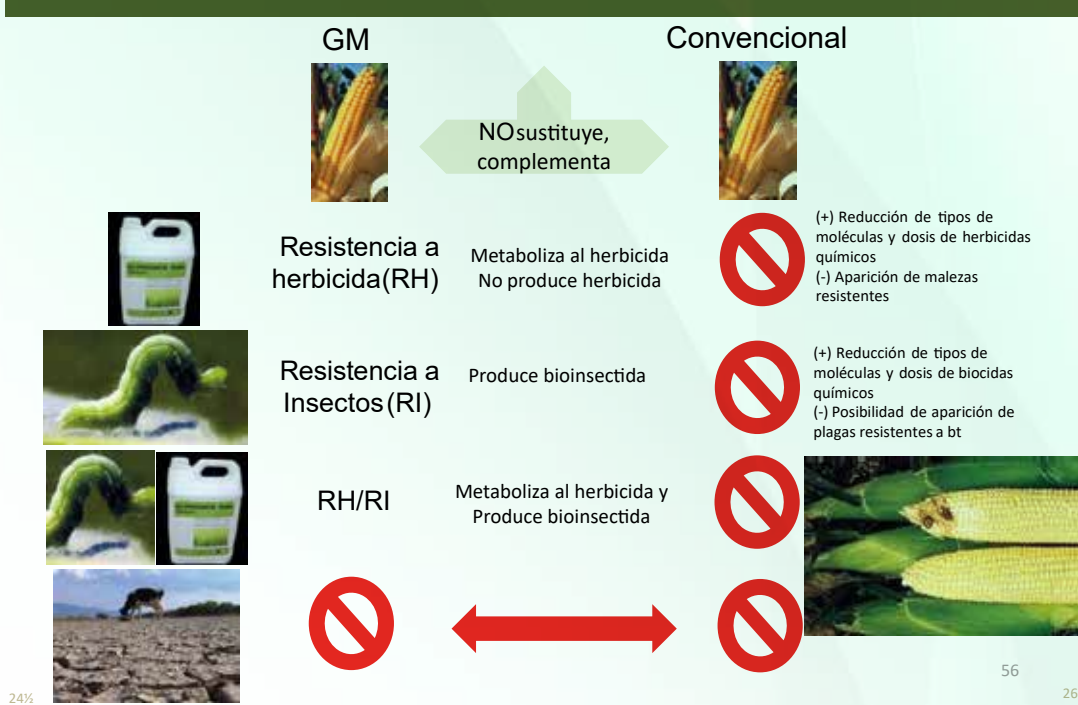 GM
Convencional
NO sustituye,
complementa
Resistencia a
herbicida (RH)
Metaboliza al herbicida
No produce herbicida
(+) Reducción de tipos de
moléculas y dosis de herbicidas
químicos
(-) Aparición de malezas
resistentes
Resistencia a
Insectos (RI)
Produce bioinsectida
(+) Reducción de tipos de
moléculas y dosis de biocidas
químicos
(-) Posibilidad de aparición de
plagas resistentes a bt
RH/RI
Metaboliza al herbicida y
Produce bioinsectida
56
24½
26